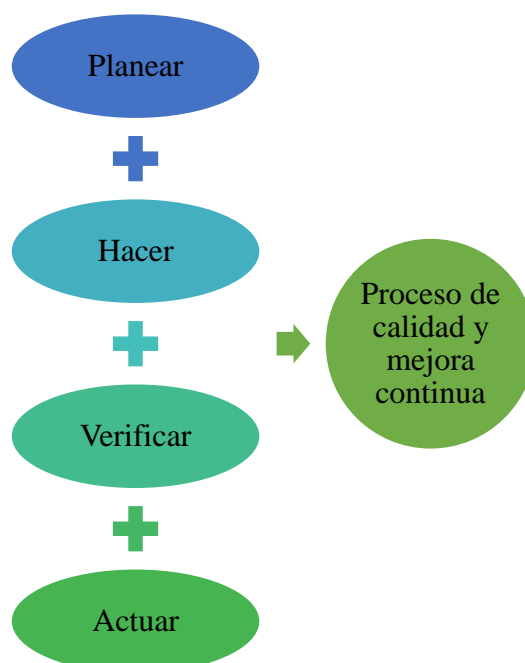 Planear
Hacer
Verificar
Actuar
Proceso de
calidad y
mejora
continua